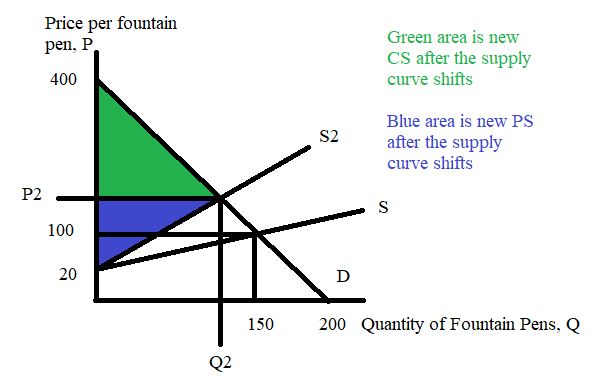 Price per fountain
pen, P
Green area is new
CS after the supply
curve shifts
400
Blue area is new PS
after the supply
curve shifts
S2
P2
S
100
20
D
150
200
Quantity of Fountain Pens, Q
Q2